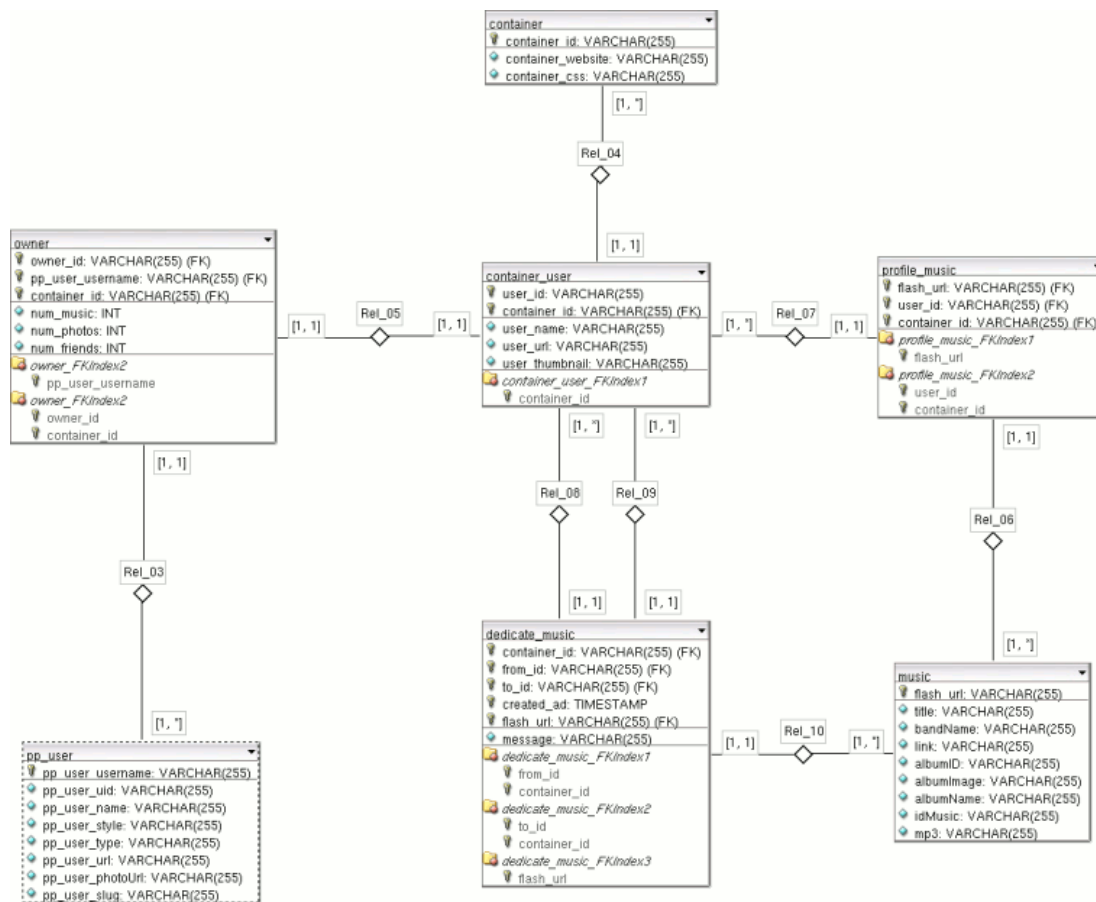 container
container_id: VARCHAR(255)
container_website: VARCHAR(255)
container_css: VARCHAR(255)
[1, *]
Rel_04
[1, 1]
owner
owner_id: VARCHAR(255) (FK)
pp_user_username: VARCHAR(255) (FK)
container_id: VARCHAR(255) (FK)
num_music: INT
num_photos: INT
num_friends: INT
owner_FKIndex2
pp_user_username
owner_FKIndex2
owner_id
container_id
[1, 1]
Rel_05
[1, 1]
container_user
user_id: VARCHAR(255)
container_id: VARCHAR(255) (FK)
user_name: VARCHAR(255)
user_url: VARCHAR(255)
user_thumbnail: VARCHAR(255)
container_user_FKIndex1
container_id
[1, *]
Rel_07
[1, 1]
profile_music
flash_url: VARCHAR(255) (FK)
user_id: VARCHAR(255) (FK)
container_id: VARCHAR(255) (FK)
profile_music_FKIndex1
flash_url
profile_music_FKIndex2
user_id
container_id
[1, 1]
Rel_03
[1, *]
[1, *]
[1, *]
Rel_08
Rel_09
[1, 1]
[1, 1]
[1, 1]
Rel_06
[1, *]
pp_user
pp_user_username: VARCHAR(255)
pp_user_uid: VARCHAR(255)
pp_user_name: VARCHAR(255)
pp_user_style: VARCHAR(255)
pp_user_type: VARCHAR(255)
pp_user_url: VARCHAR(255)
pp_user_photoUrl: VARCHAR(255)
pp_user_slug: VARCHAR(255)
dedicate_music
container_id: VARCHAR(255) (FK)
from_id: VARCHAR(255) (FK)
to_id: VARCHAR(255) (FK)
created_ad: TIMESTAMP
flash_url: VARCHAR(255) (FK)
message: VARCHAR(255)
dedicate_music_FKIndex1
from_id
container_id
dedicate_music_FKIndex2
to_id
container_id
dedicate_music_FKIndex3
flash_url
[1, 1]
Rel_10
[1, *]
music
flash_url: VARCHAR(255)
title: VARCHAR(255)
bandName: VARCHAR(255)
link: VARCHAR(255)
albumID: VARCHAR(255)
albumImage: VARCHAR(255)
albumName: VARCHAR(255)
idMusic: VARCHAR(255)
mp3: VARCHAR(255)